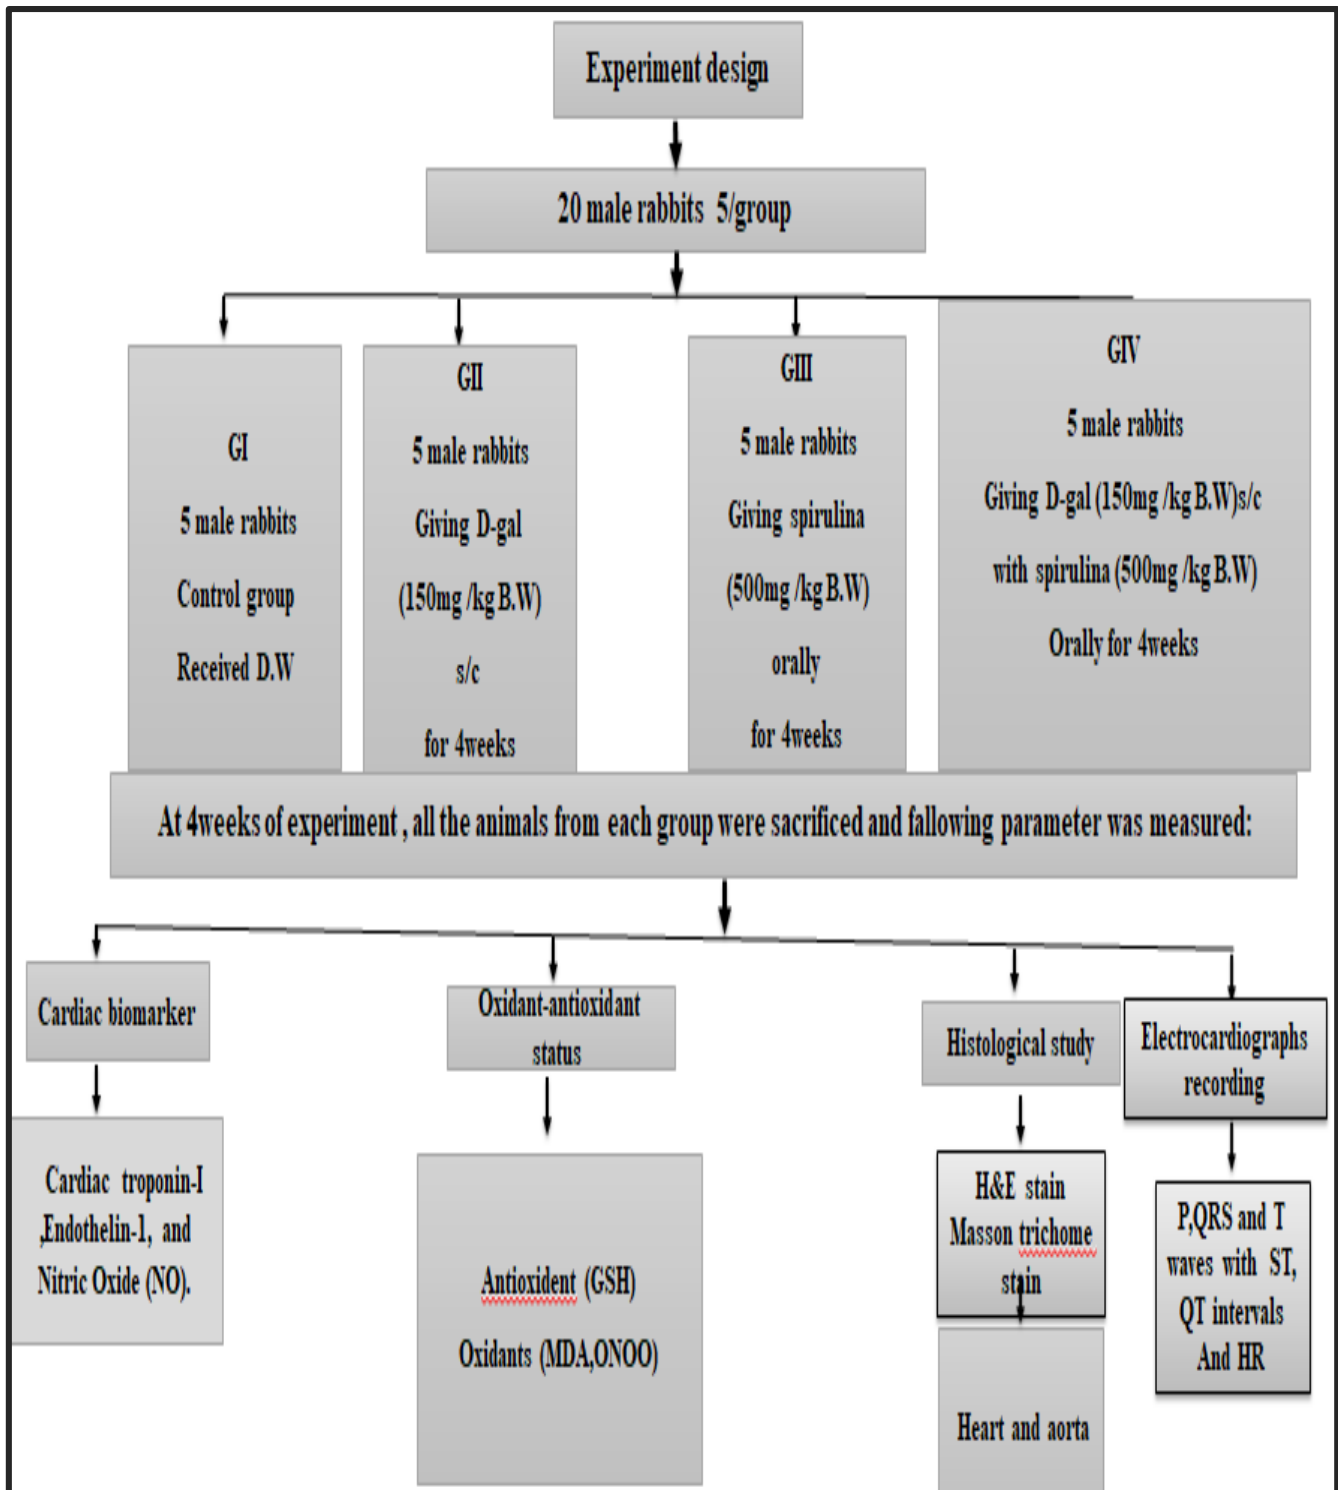 Experiment design
20 male rabbits 5/group
GI
5 male rabbits
Control group
Received D.W
GII
5 male rabbits
Giving D-gal
(150mg /kg B.W)
s/c
for 4weeks
GIII
5 male rabbits
Giving spirulina
(500mg /kg B.W)
orally
for 4weeks
GIV
5 male rabbits
Giving D-gal (150mg /kg B.W)s/c
with spirulina (500mg /kg B.W)
Orally for 4weeks
At 4weeks of experiment , all the animals from each group were sacrificed and fallowing parameter was measured:
Cardiac biomarker
Cardiac troponin-I
,Endothelin-1, and
Nitric Oxide (NO).
Oxidant-antioxidant
status
Antioxident (GSH)
Oxidants (MDA,ONOO)
Histological study
H&E stain
Masson trichome
stain
Heart and aorta
Electrocardiographs
recording
P,QRS and T
waves with ST,
QT intervals
And HR